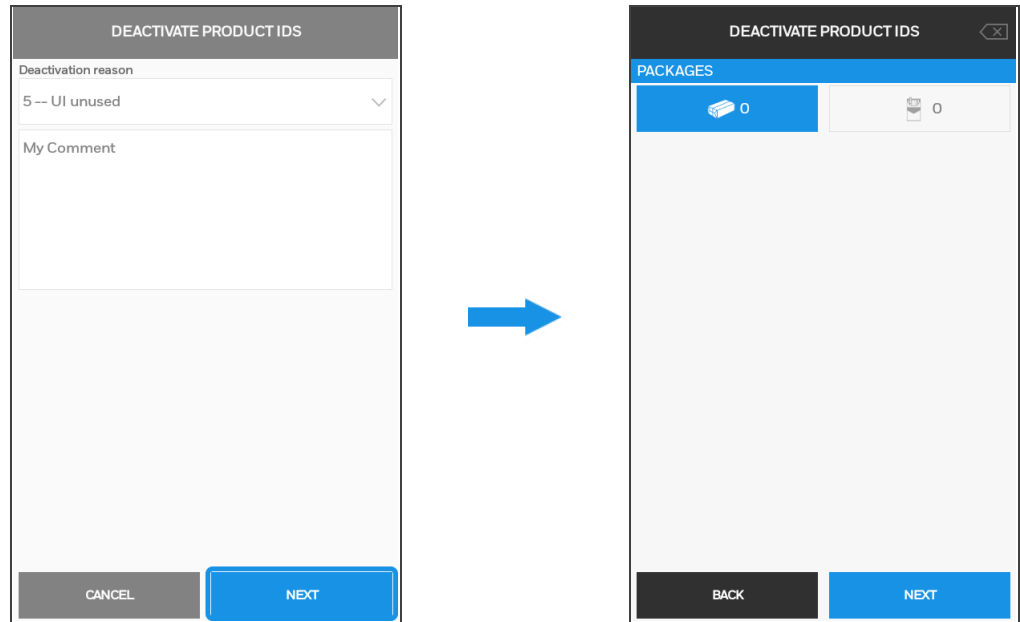 DEACTIVATE PRODUCT IDS
Deactivation reason
5 -- UI unused
My Comment
CANCEL
NEXT
DEACTIVATE PRODUCT IDS
PACKAGES
0
0
BACK
NEXT